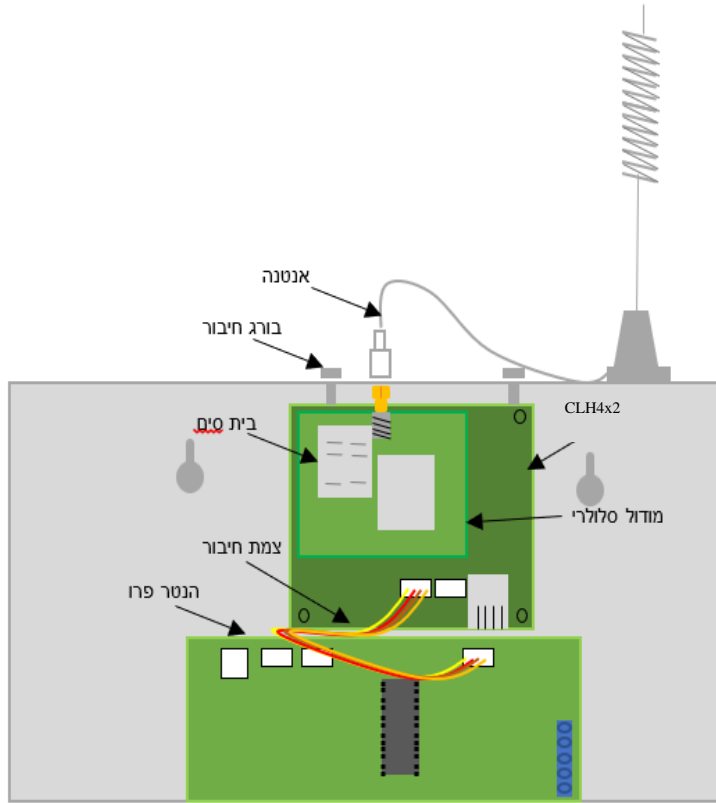 אנטנה
בורג חיבור
CLH4x2
בית סים
מודול סלולרי
צמת חיבור
הנטר פרו